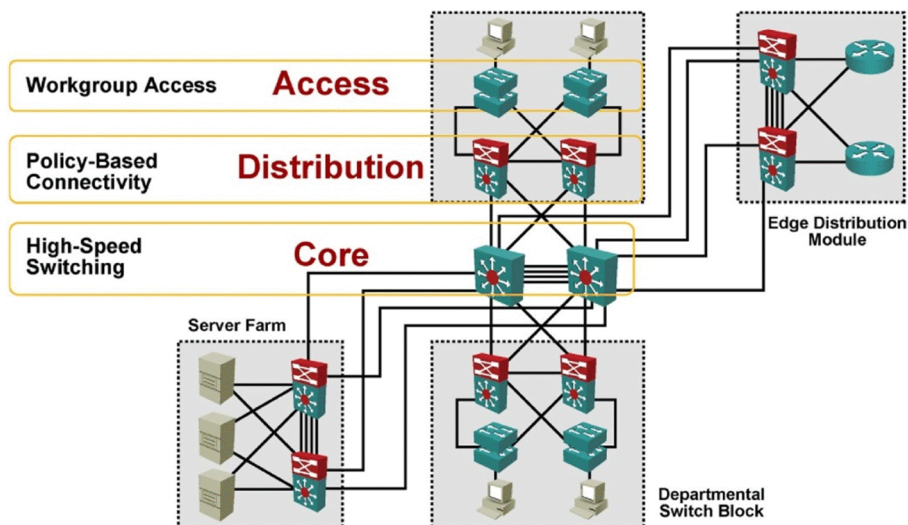 Workgroup Access
Access
Policy-Based
Connectivity
Distribution
High-Speed
Switching
Core
Edge Distribution
Module
Server Farm
Departmental
Switch Block